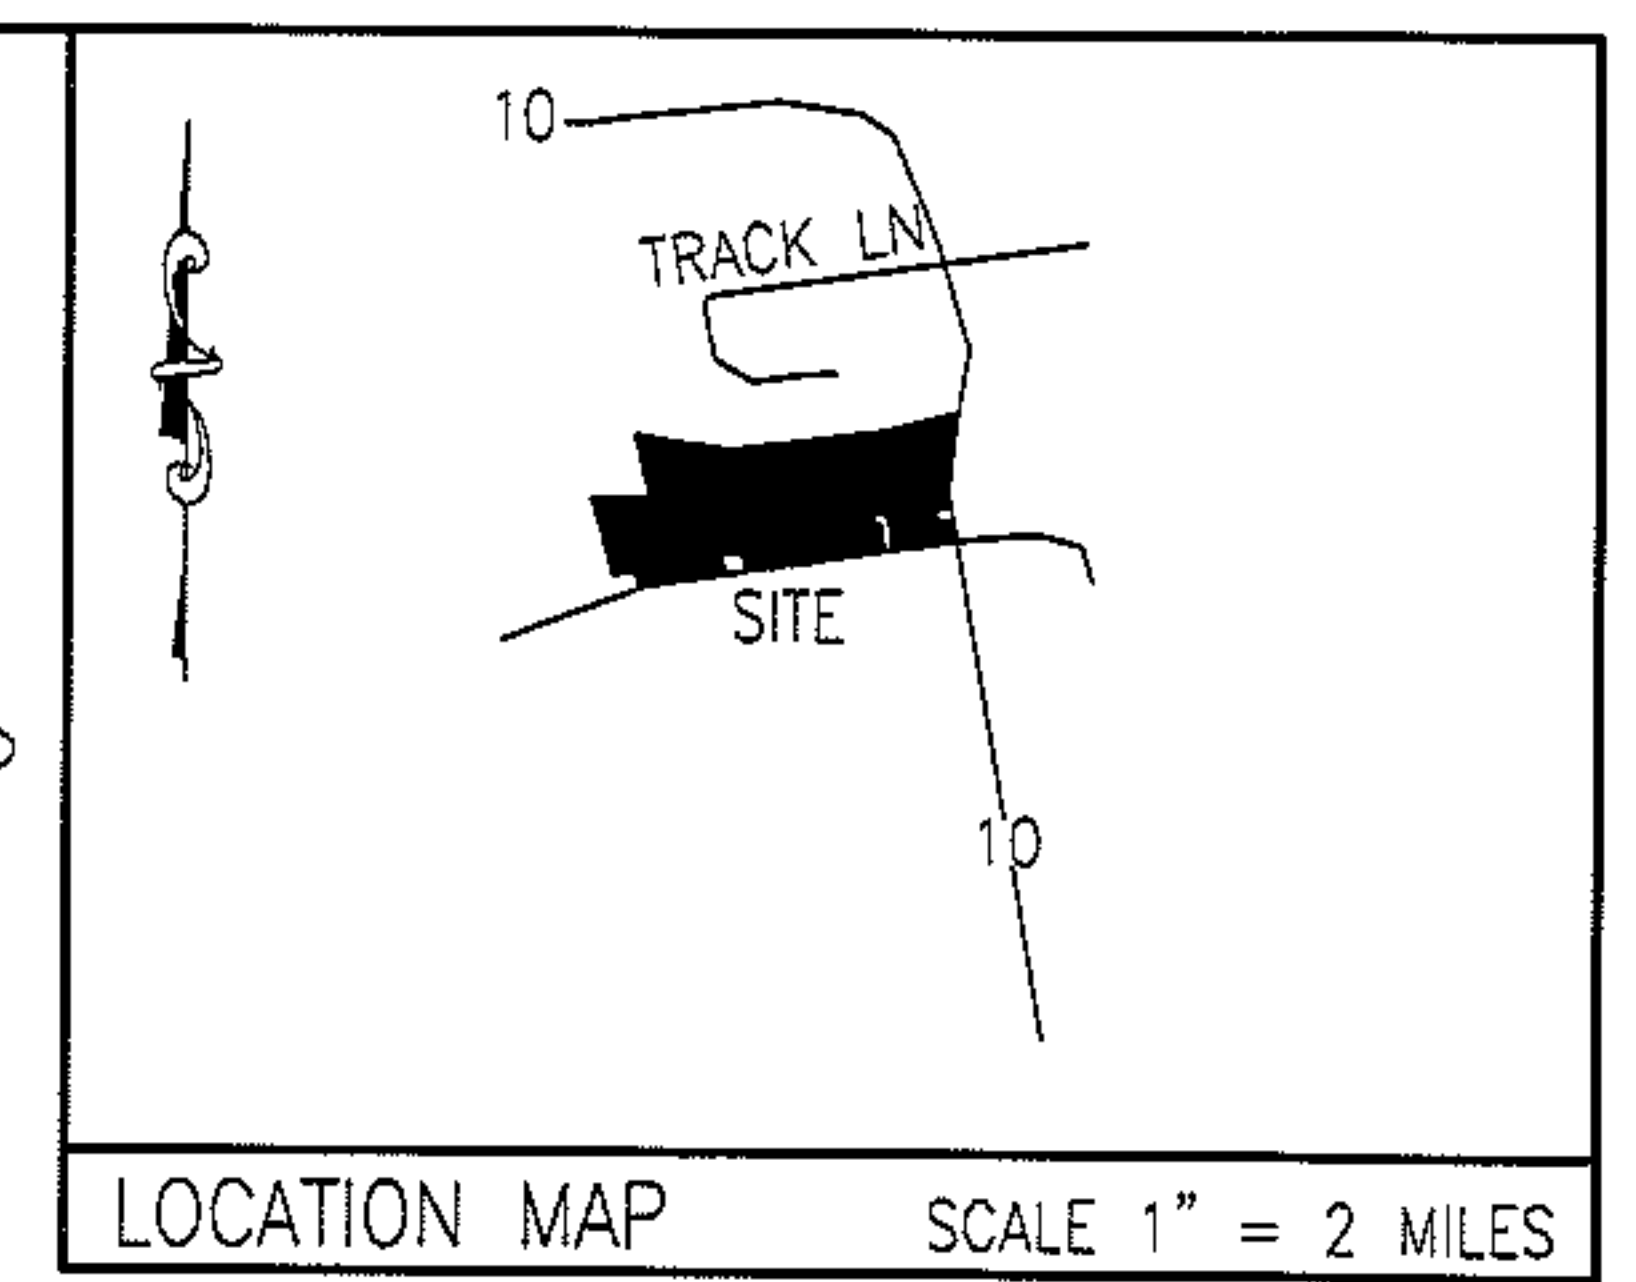 10
TRACK LN
SITE
10
LOCATION MAP
SCALE 1" = 2 MILES